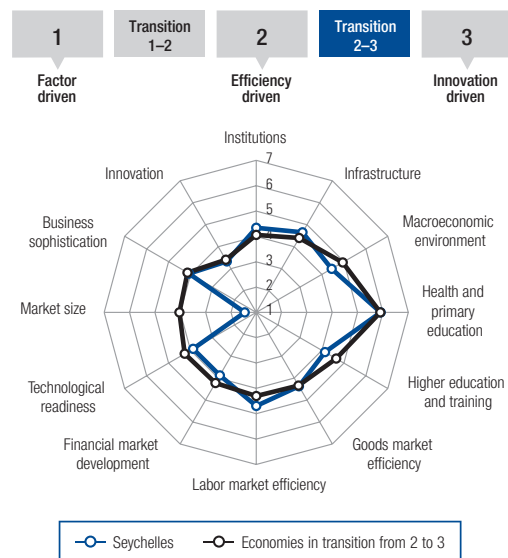 1
Transition
1–2
2
Transition
2–3
3
Factor
driven
Efficiency
driven
Innovation
driven
Institutions
7
Innovation
Infrastructure
6
Business
sophistication
5
Macroeconomic
environment
4
3
2
Market size
1
Health and
primary
education
Technological
readiness
Higher education
and training
Financial market
development
Goods market
efficiency
Labor market efficiency
Seychelles
Economies in transition from 2 to 3